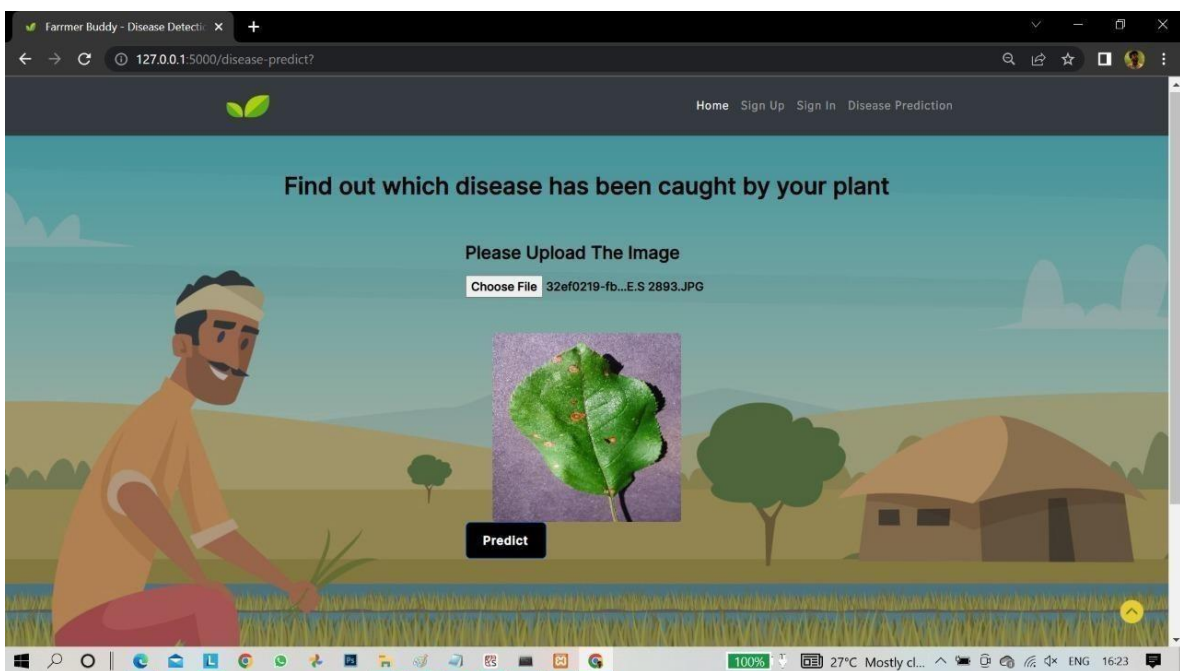 Farrmer Buddy - Disease Detectic
127.0.0.1:5000/disease-predict?
Home Sign Up Sign In Disease Prediction
Find out which disease has been caught by your plant
Please Upload The Image
Choose File 32ef0219-fb...E.S 2893.JPG
Predict
100% 27°C Mostly cl... ENG 16:23